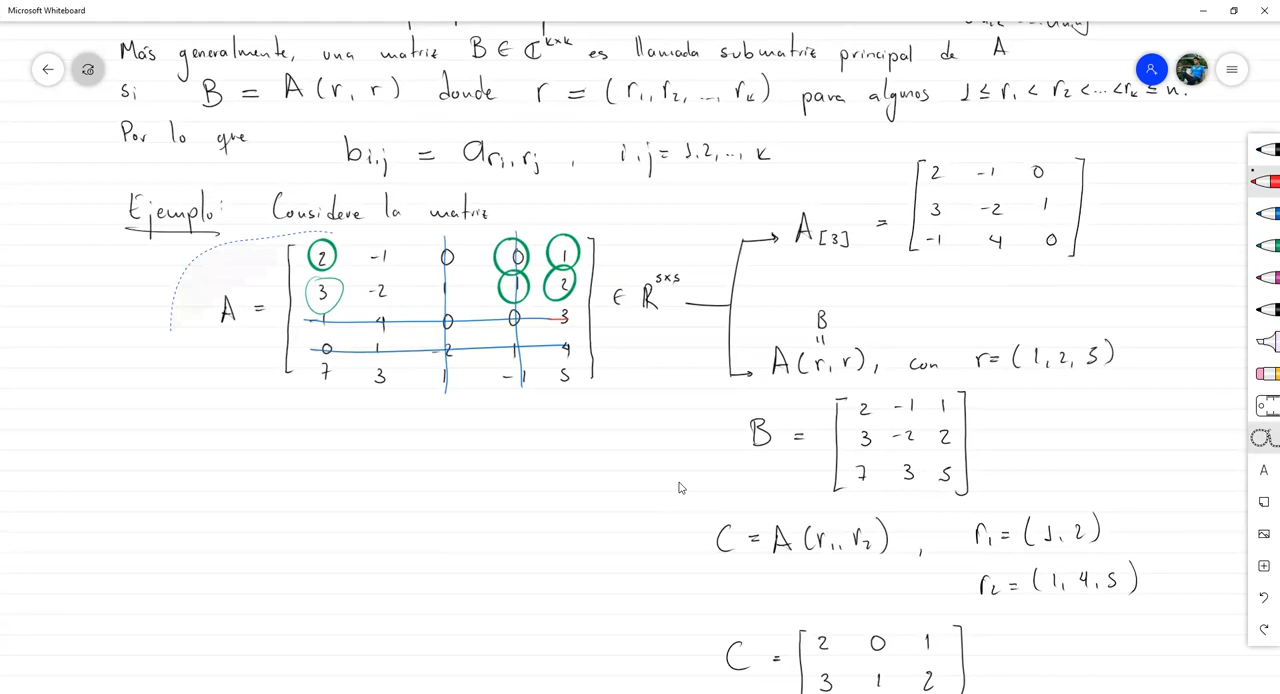 Microsoft Whiteboard
Más generalmente, una matriz B ∈ ℂ^{k×k} es llamada submatriz principal de A
si B = A(r, r) donde r = (r₁, r₂, ..., r_k) para algunos 1 ≤ r₁ < r₂ < ... < r_k ≤ n.
Por lo que
b_{i,j} = a_{r_i, r_j}, i,j = 1,2,..., k
Ejemplo: Considere la matriz
A = [ 2 -1 0 0 1
3 -2 1 1 2
-1 4 0 0 3
0 1 -2 1 4
7 3 1 -1 5 ] ∈ ℝ^{5×5}
A_{[3]} = [ 2 -1 0
3 -2 1
-1 4 0 ]
B
"
A(r, r), con r = (1, 2, 5)
B = [ 2 -1 1
3 -2 2
7 3 5 ]
C = A(r₁, r₂), r₁ = (1, 2)
r₂ = (1, 4, 5)
C = [ 2 0 1
3 1 2 ]
A